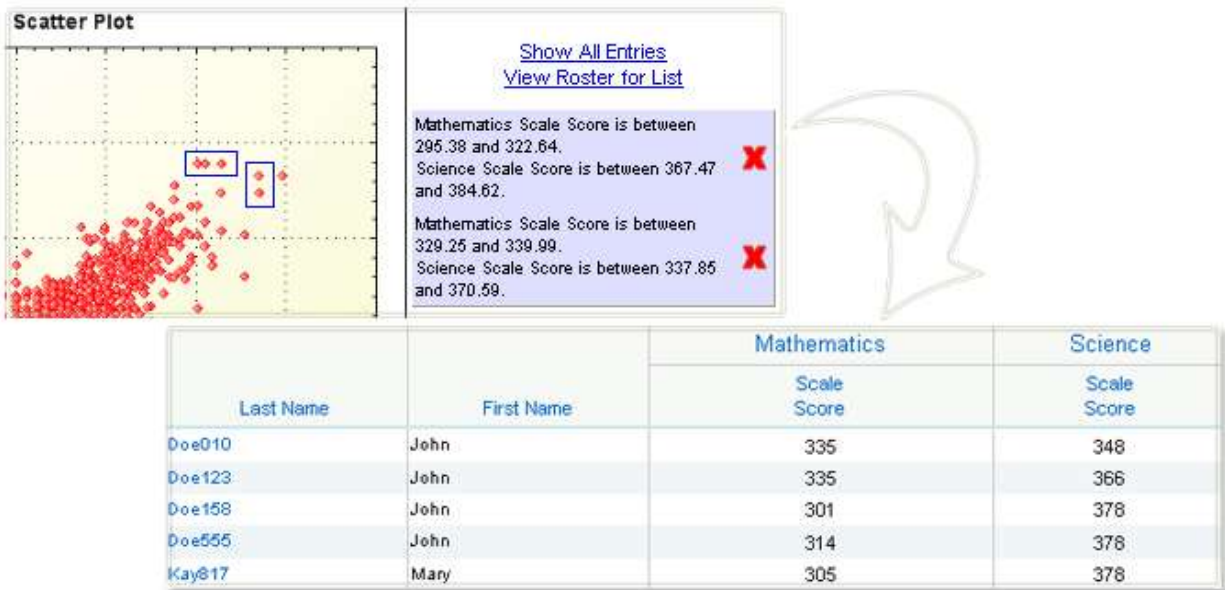 Scatter Plot
Show All Entries
View Roster for List
Mathematics Scale Score is between
295.38 and 322.64.
Science Scale Score is between 367.47
and 384.62.
X
Mathematics Scale Score is between
329.25 and 339.99.
Science Scale Score is between 337.85
and 370.59.
X
Mathematics Science
Scale Scale
Last Name First Name Score Score
Doe010 John 335 348
Doe123 John 335 366
Doe158 John 301 378
Doe555 John 314 378
Kay817 Mary 305 378